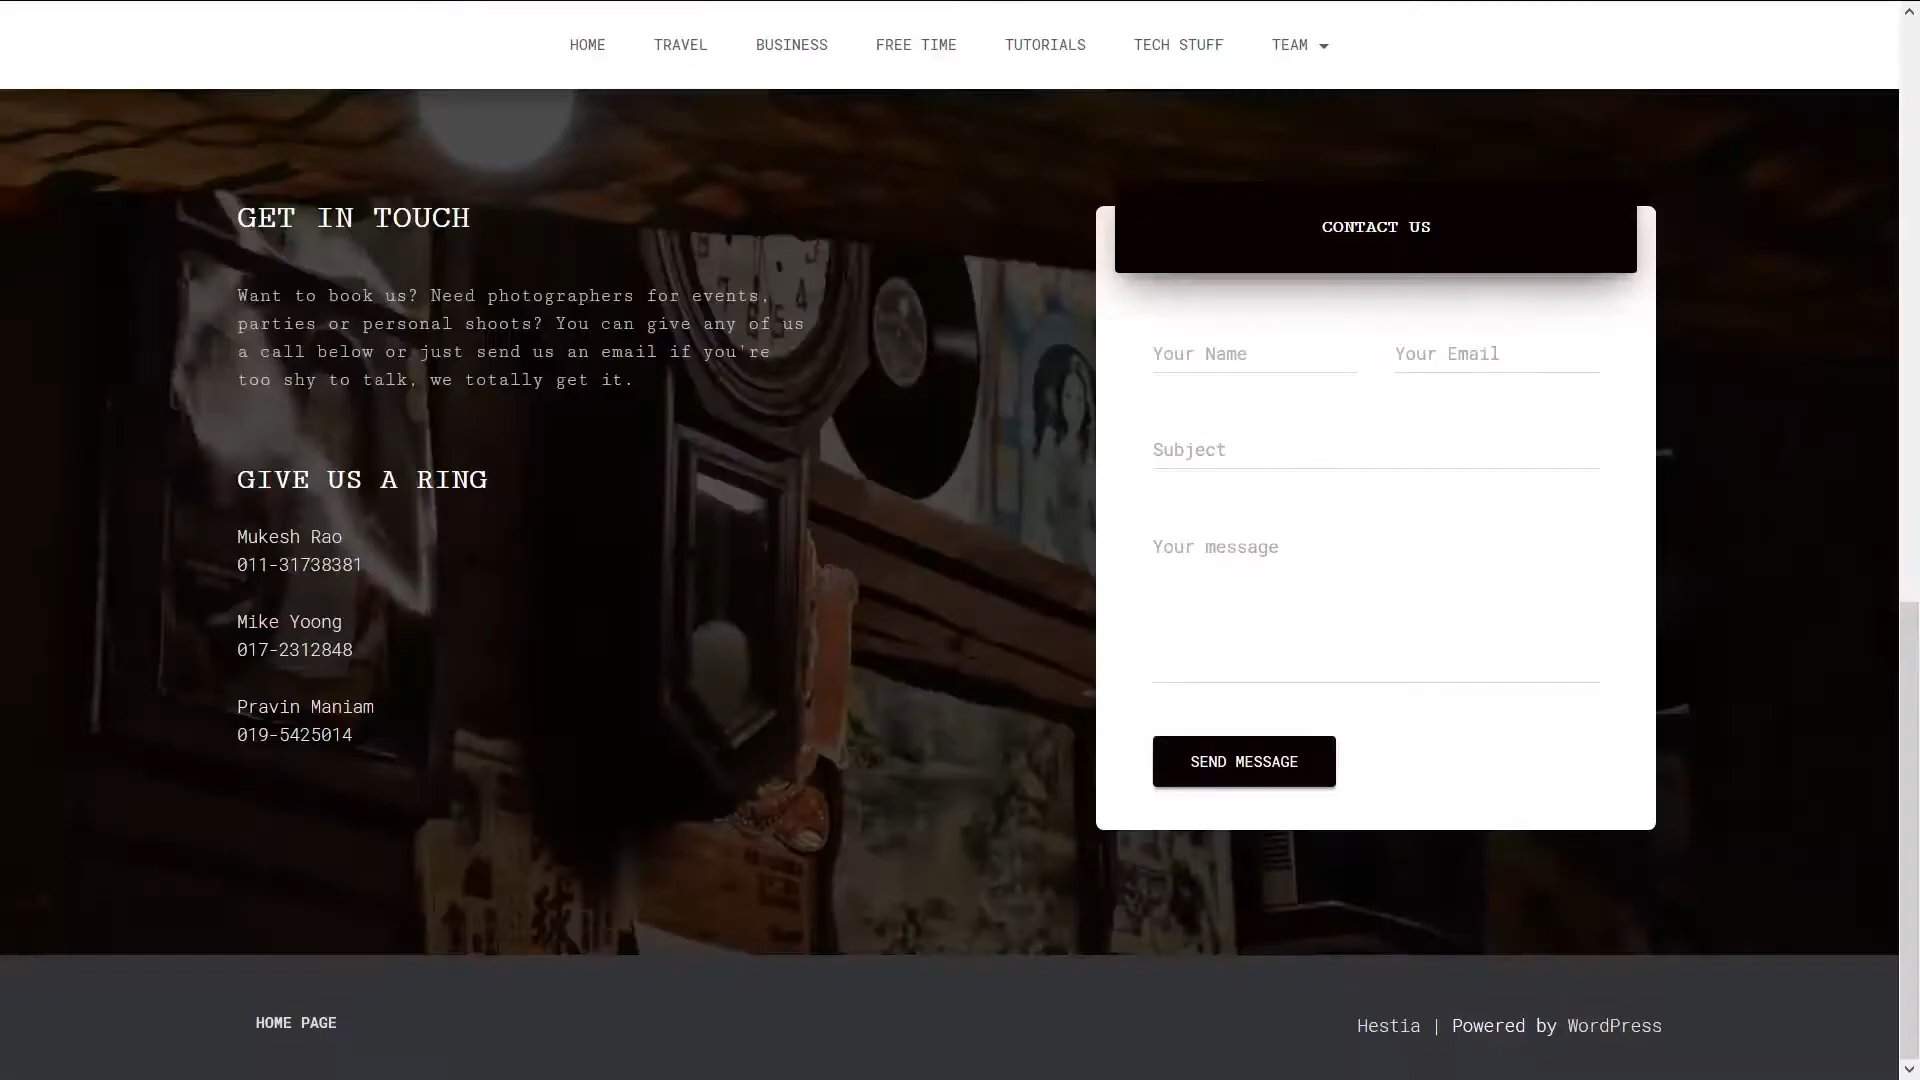 HOME TRAVEL BUSINESS FREE TIME TUTORIALS TECH STUFF TEAM
GET IN TOUCH
Want to book us? Need photographers for events,
parties or personal shoots? You can give any of us
a call below or just send us an email if you're
too shy to talk, we totally get it.
GIVE US A RING
Mukesh Rao
011-31738381
Mike Yoong
017-2312848
Pravin Maniam
019-5425014
CONTACT US
Your Name Your Email
Subject
Your message
SEND MESSAGE
HOME PAGE
Hestia | Powered by WordPress